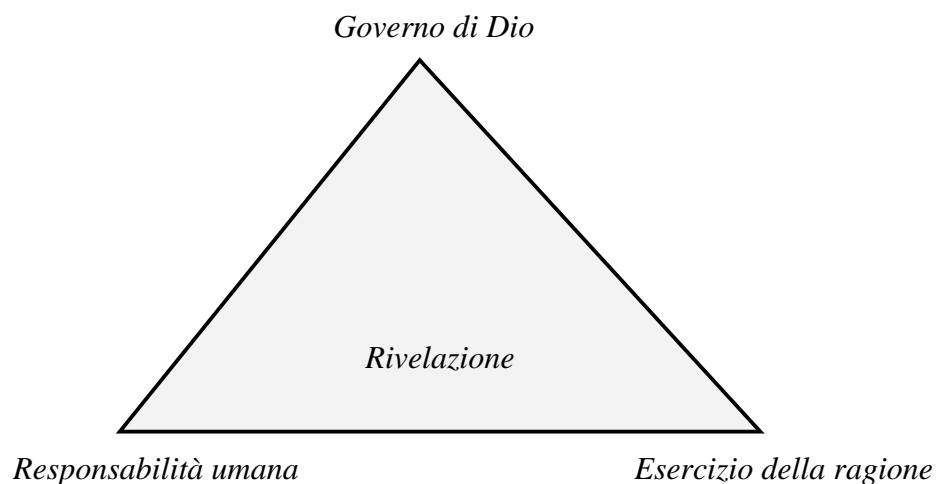 Governo di Dio
Rivelazione
Responsabilità umana
Esercizio della ragione